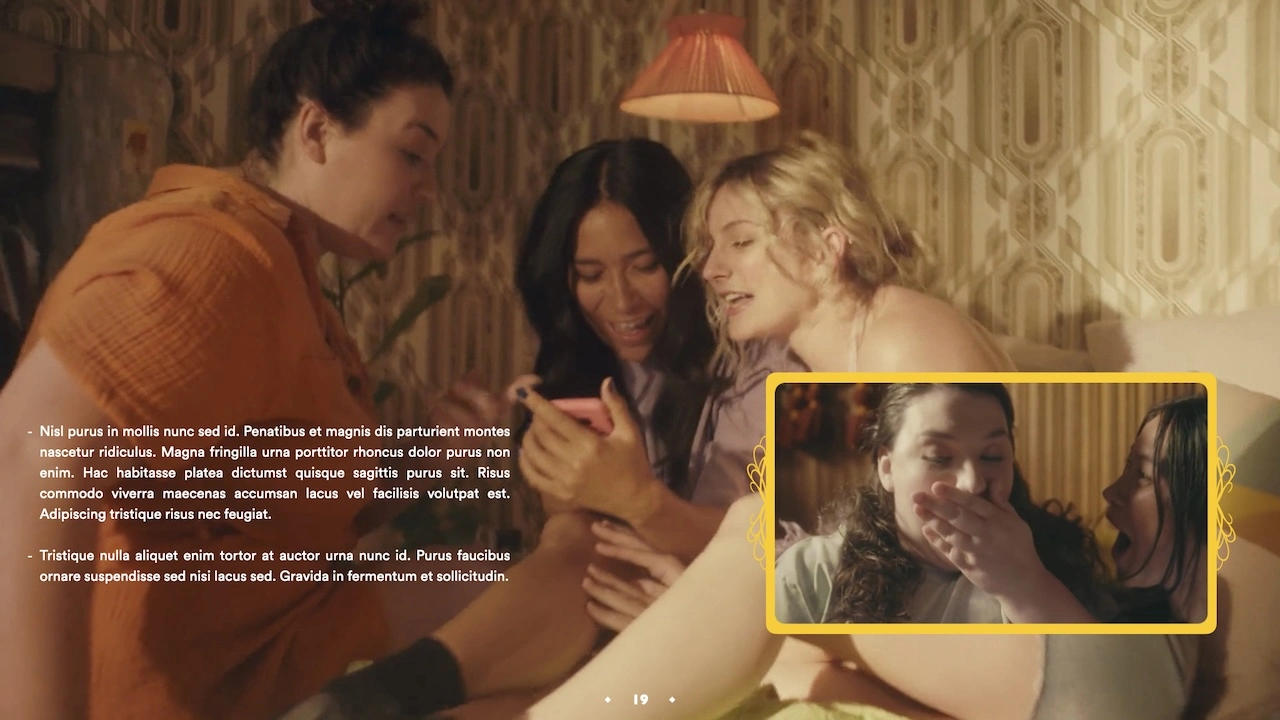 - Nisl purus in mollis nunc sed id. Penatibus et magnis dis parturient montes
nascetur ridiculus. Magna fringilla urna porttitor rhoncus dolor purus non
enim. Hac habitasse platea dictumst quisque sagittis purus sit. Risus
commodo viverra maecenas accumsan lacus vel facilisis volutpat est.
Adipiscing tristique risus nec feugiat.
- Tristique nulla aliquet enim tortor at auctor urna nunc id. Purus faucibus
ornare suspendisse sed nisi lacus sed. Gravida in fermentum et sollicitudin.
19